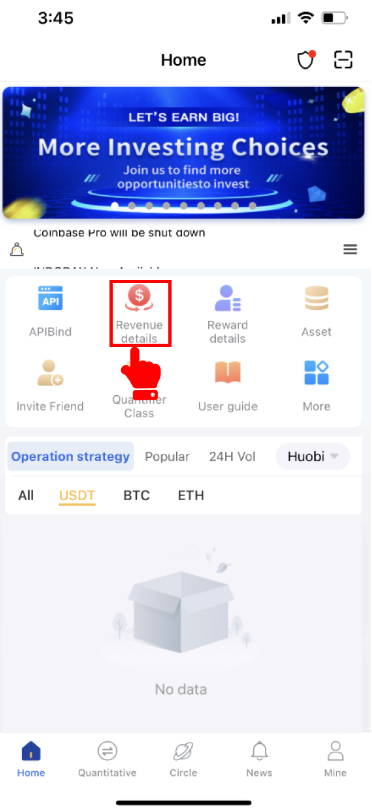 3:45
Home
LET'S EARN BIG!
More Investing Choices
Join us to find more
opportunitiesto invest
Coinbase Pro will be shut down
API
APIBind
Revenue
details
Reward
details
Asset
Invite Friend
Quantifier
Class
User guide
More
Operation strategy
Popular
24H Vol
Huobi
All
USDT
BTC
ETH
No data
Home
Quantitative
Circle
News
Mine